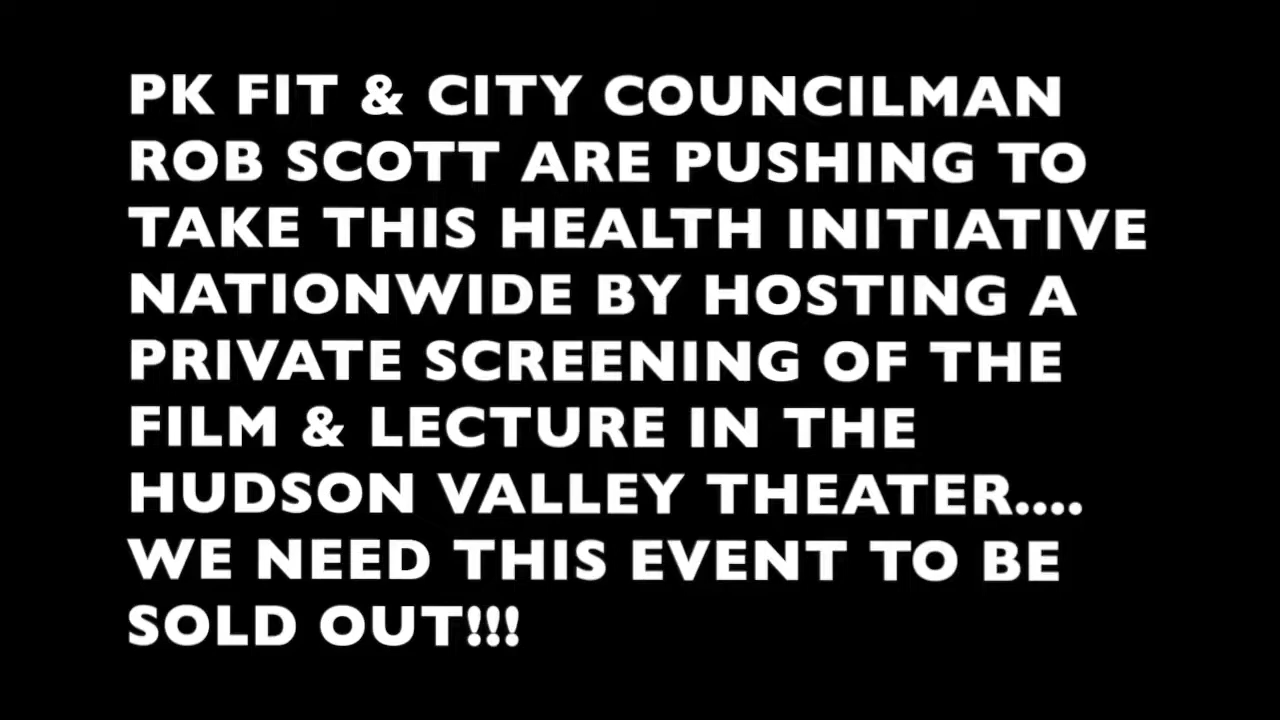 PK FIT & CITY COUNCILMAN
ROB SCOTT ARE PUSHING TO
TAKE THIS HEALTH INITIATIVE
NATIONWIDE BY HOSTING A
PRIVATE SCREENING OF THE
FILM & LECTURE IN THE
HUDSON VALLEY THEATER....
WE NEED THIS EVENT TO BE
SOLD OUT!!!